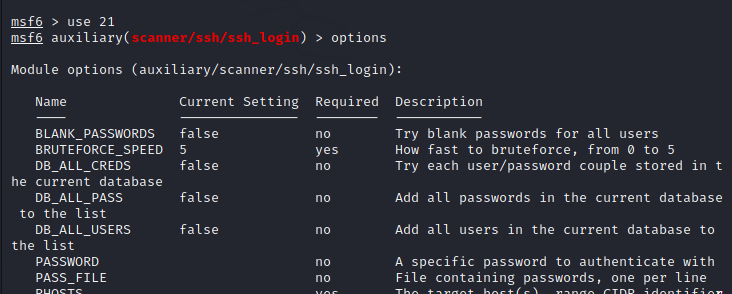 msf6 > use 21
msf6 auxiliary(scanner/ssh/ssh_login) > options
Module options (auxiliary/scanner/ssh/ssh_login):
Name Current Setting Required Description
---- --------------- -------- -----------
BLANK_PASSWORDS false no Try blank passwords for all users
BRUTEFORCE_SPEED 5 yes How fast to bruteforce, from 0 to 5
DB_ALL_CREDS false no Try each user/password couple stored in t
he current database
DB_ALL_PASS false no Add all passwords in the current database
to the list
DB_ALL_USERS false no Add all users in the current database to
the list
PASSWORD no A specific password to authenticate with
PASS_FILE no File containing passwords, one per line
RHOSTS yes The target host(s), range CIDR identifier